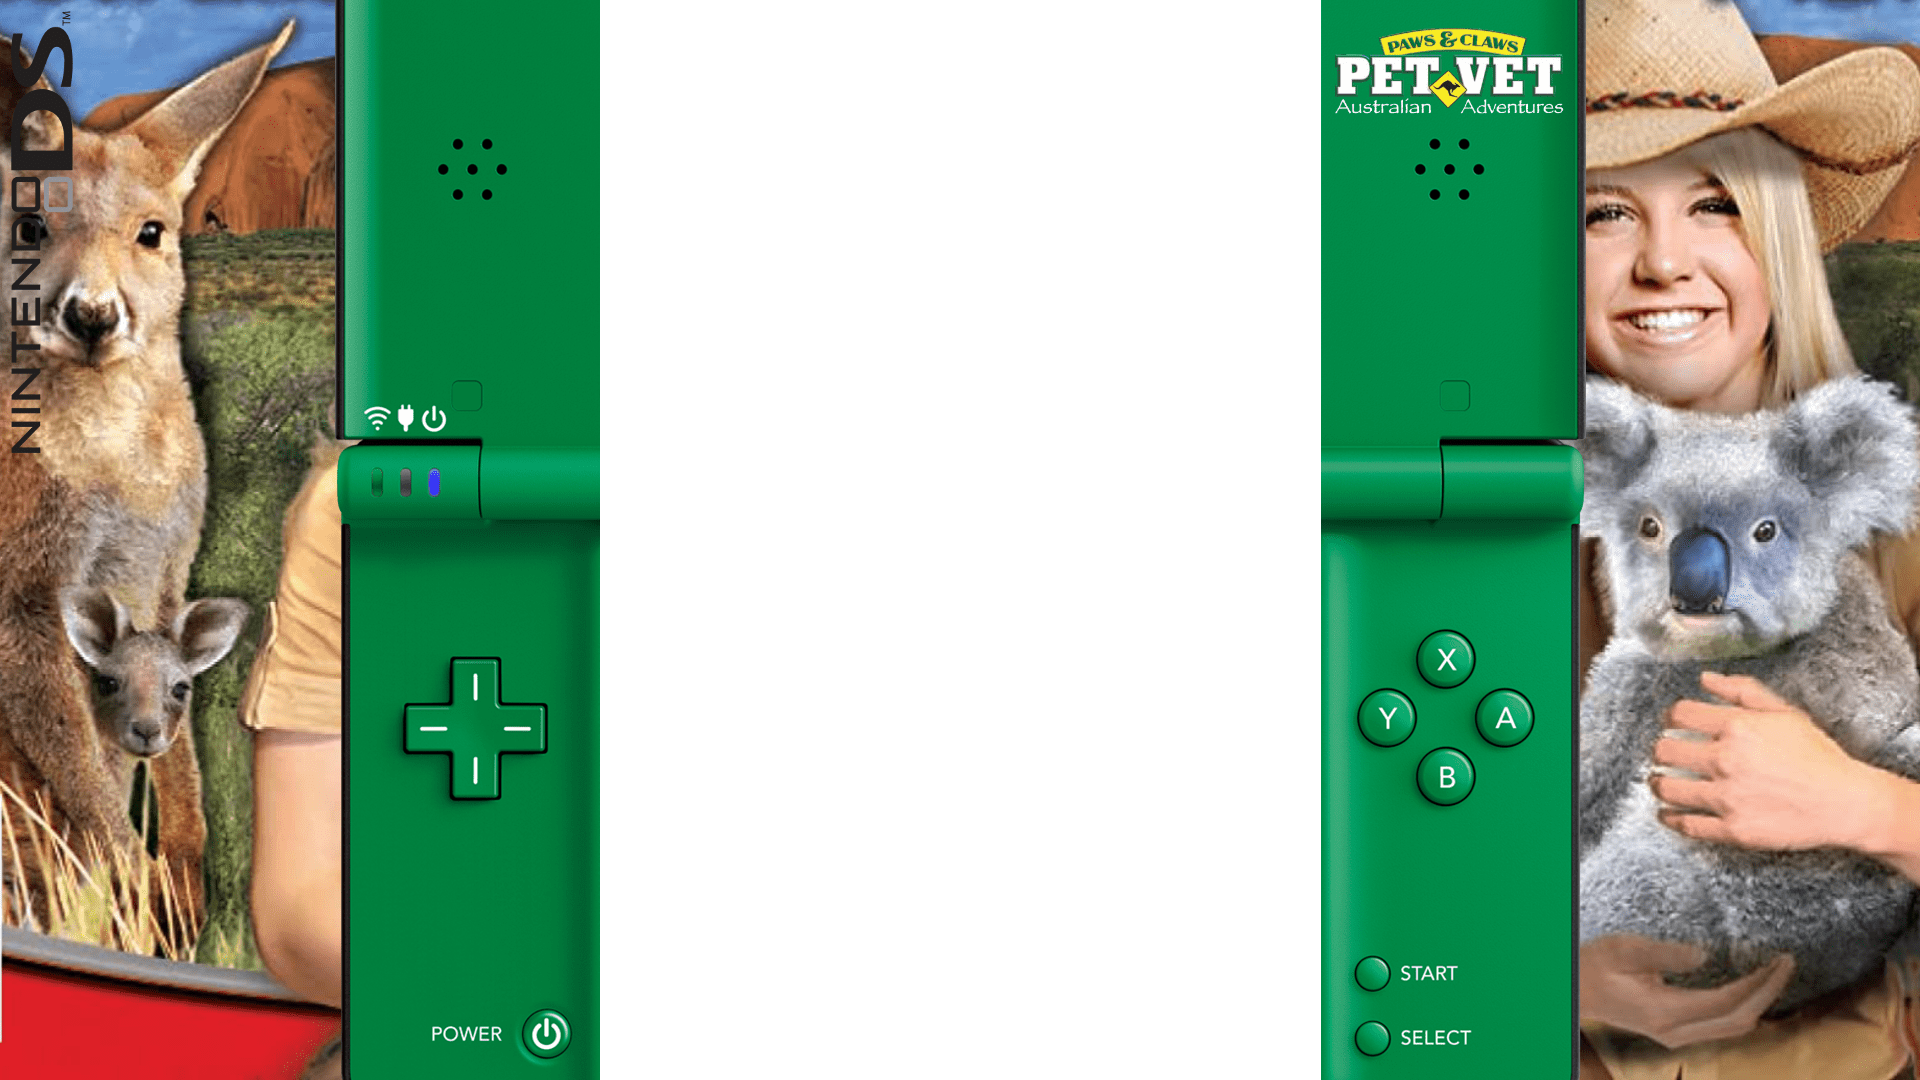 NINTENDO DS™
PAWS & CLAWS
PET VET
Australian Adventures
X
Y
A
B
START
POWER
SELECT